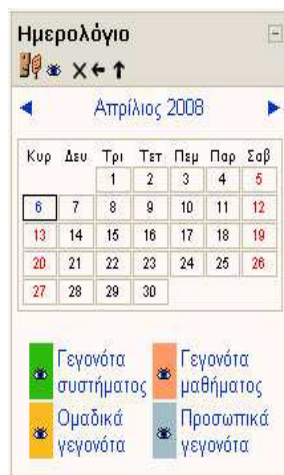 Ημερολόγιο
Απρίλιος 2008
Κυρ Δευ Τρι Τετ Πεμ Παρ Σαβ
1 2 3 4 5
6 7 8 9 10 11 12
13 14 15 16 17 18 19
20 21 22 23 24 25 26
27 28 29 30
Γεγονότα συστήματος
Γεγονότα μαθήματος
Ομαδικά γεγονότα
Προσωπικά γεγονότα